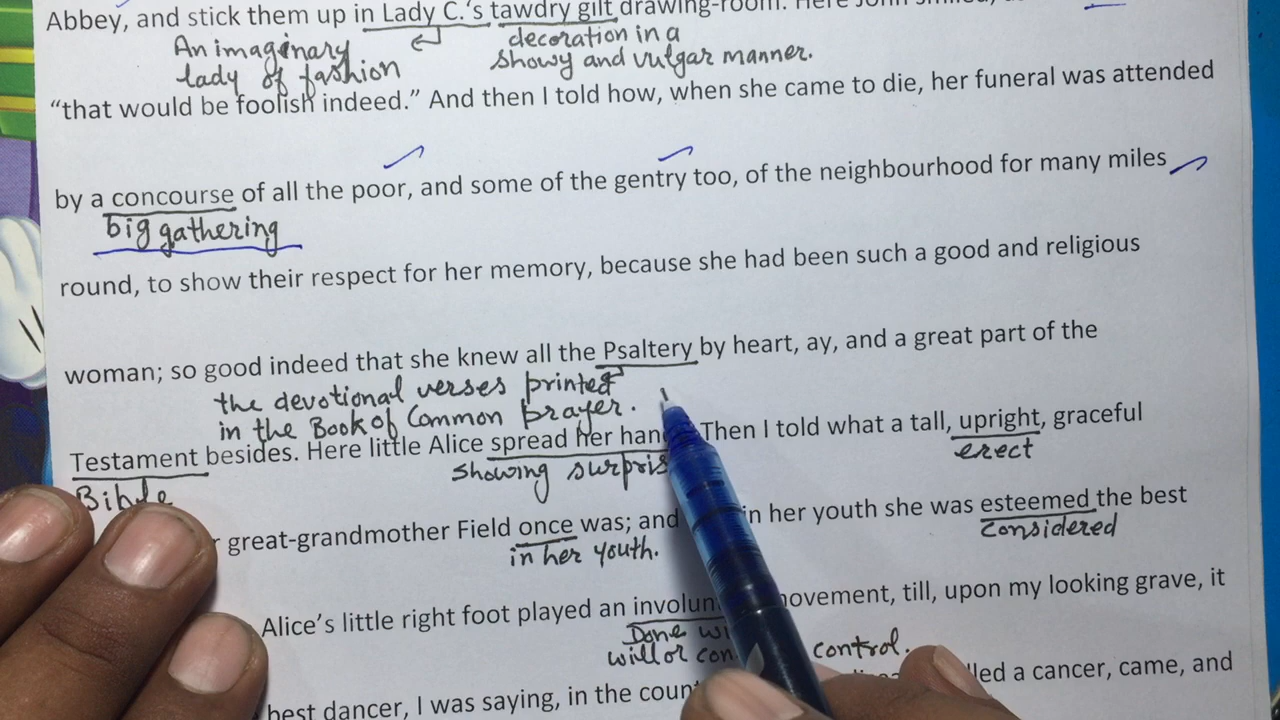 Abbey, and stick them up in Lady C.'s tawdry gilt drawing-room. Here John smiled, as
An imaginary decoration in a
lady of fashion showy and vulgar manner.
“that would be foolish indeed.” And then I told how, when she came to die, her funeral was attended
by a concourse of all the poor, and some of the gentry too, of the neighbourhood for many miles
big gathering
round, to show their respect for her memory, because she had been such a good and religious
woman; so good indeed that she knew all the Psaltery by heart, ay, and a great part of the
the devotional verses printed
in the Book of Common Prayer.
Testament besides. Here little Alice spread her Then I told what a tall, upright, graceful
Bible showing erect
great-grandmother Field once was; and in her youth she was esteemed the best
in her youth. considered
Alice's little right foot played an movement, till, upon my looking grave, it
Done
will or control.
best dancer, I was saying, in the a cancer, came, and